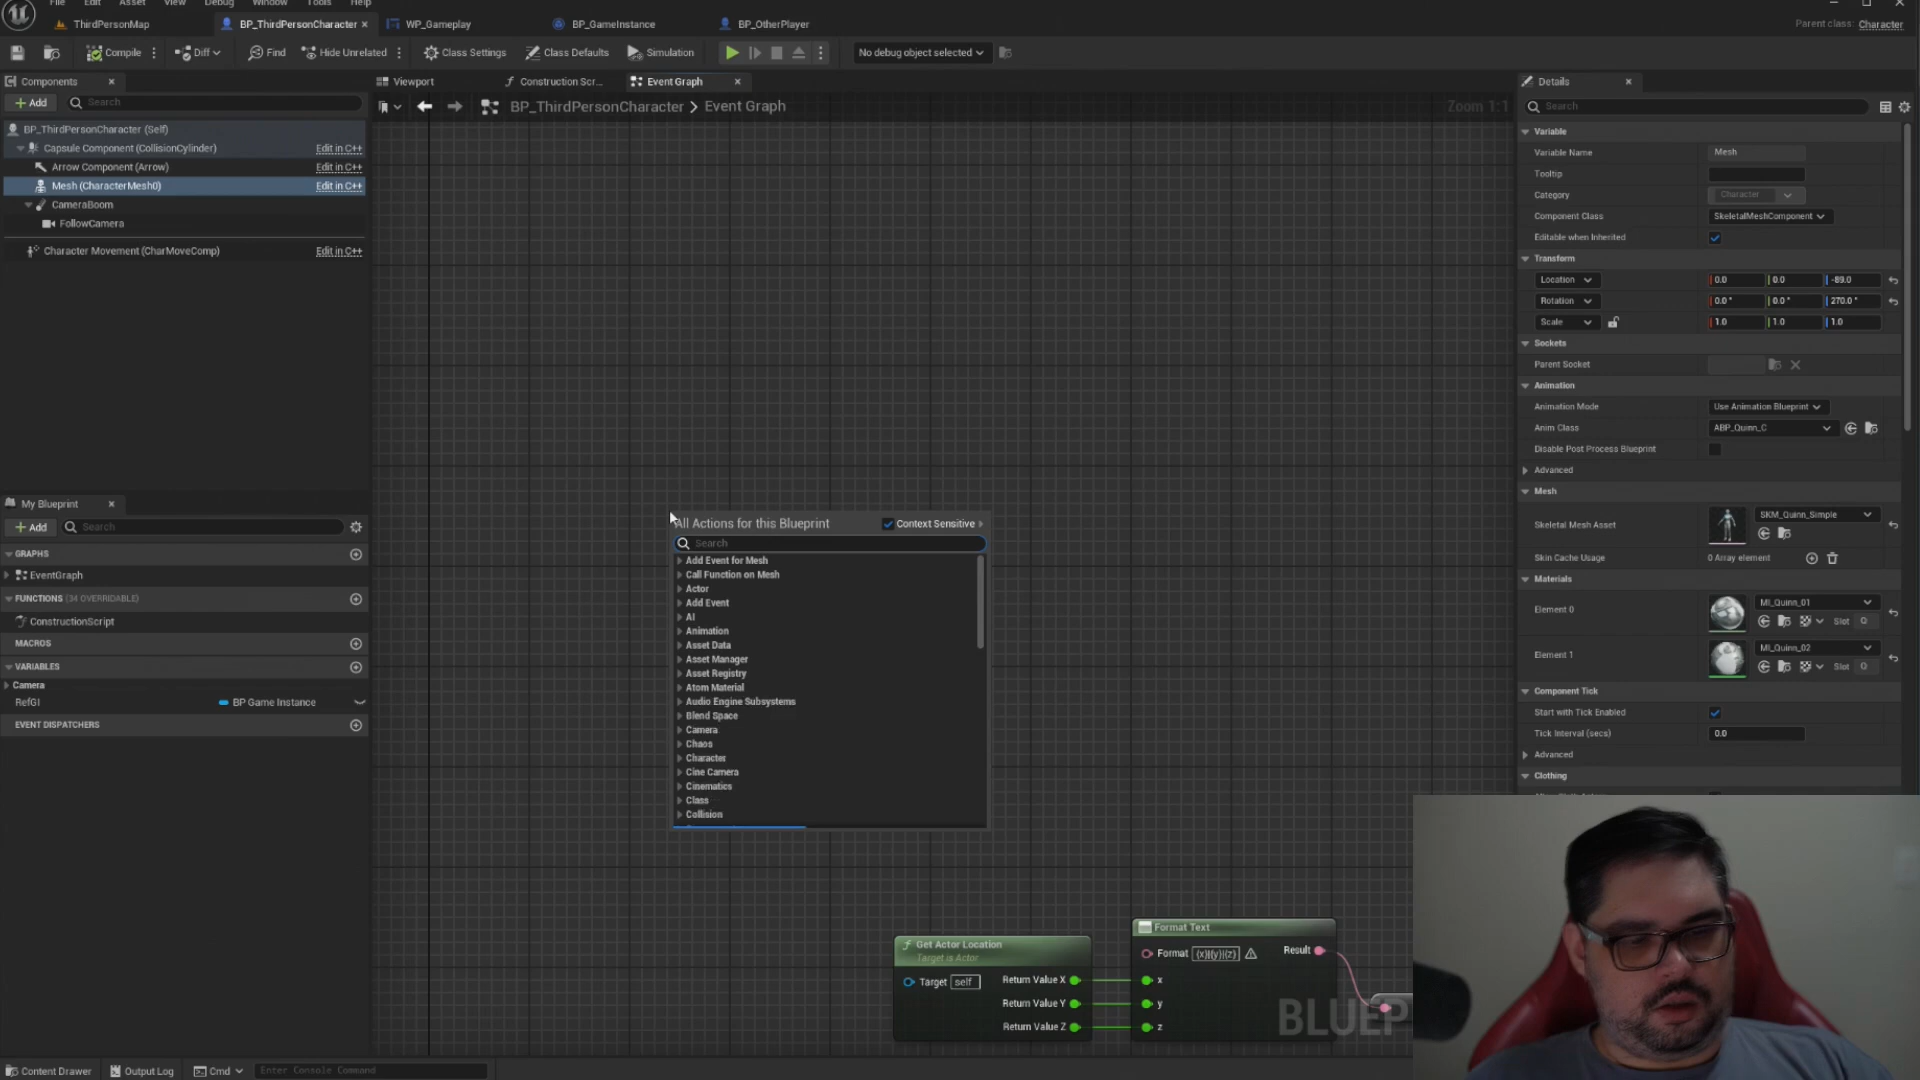 File Edit Asset View Debug Window Tools Help
ThirdPersonMap
BP_ThirdPersonCharacter
WP_Gameplay
BP_GameInstance
BP_OtherPlayer
Parent class: Character
Compile
Diff
Find
Hide Unrelated
Class Settings
Class Defaults
Simulation
No debug object selected
Components
Add
Search
BP_ThirdPersonCharacter (Self)
Capsule Component (CollisionCylinder) Edit in C++
Arrow Component (Arrow) Edit in C++
Mesh (CharacterMesh0) Edit in C++
CameraBoom
FollowCamera
Character Movement (CharMoveComp) Edit in C++
My Blueprint
Add
Search
GRAPHS
EventGraph
FUNCTIONS (34 OVERRIDABLE)
ConstructionScript
MACROS
VARIABLES
Camera
RefGI BP Game Instance
EVENT DISPATCHERS
Viewport
Construction Scr...
Event Graph
BP_ThirdPersonCharacter > Event Graph
Zoom 1:1
All Actions for this Blueprint
Context Sensitive
Search
Add Event for Mesh
Call Function on Mesh
Actor
Add Event
AI
Animation
Asset Data
Asset Manager
Asset Registry
Atom Material
Audio Engine Subsystems
Blend Space
Camera
Chaos
Character
Cine Camera
Cinematics
Class
Collision
Get Actor Location
Target is Actor
Target self
Return Value X
Return Value Y
Return Value Z
Format Text
Format {x}|{y}|{z}
Result
x
y
z
BLUEP
Details
Search
Variable
Variable Name Mesh
Tooltip
Category Character
Component Class SkeletalMeshComponent
Editable when Inherited
Transform
Location 0.0 0.0 -89.0
Rotation 0.0° 0.0° 270.0°
Scale 1.0 1.0 1.0
Sockets
Parent Socket
Animation
Animation Mode Use Animation Blueprint
Anim Class ABP_Quinn_C
Disable Post Process Blueprint
Advanced
Mesh
Skeletal Mesh Asset SKM_Quinn_Simple
Skin Cache Usage 0 Array element
Materials
Element 0 MI_Quinn_01
Slot
Element 1 MI_Quinn_02
Slot
Component Tick
Start with Tick Enabled
Tick Interval (secs) 0.0
Advanced
Clothing
Content Drawer
Output Log
Cmd
Enter Console Command